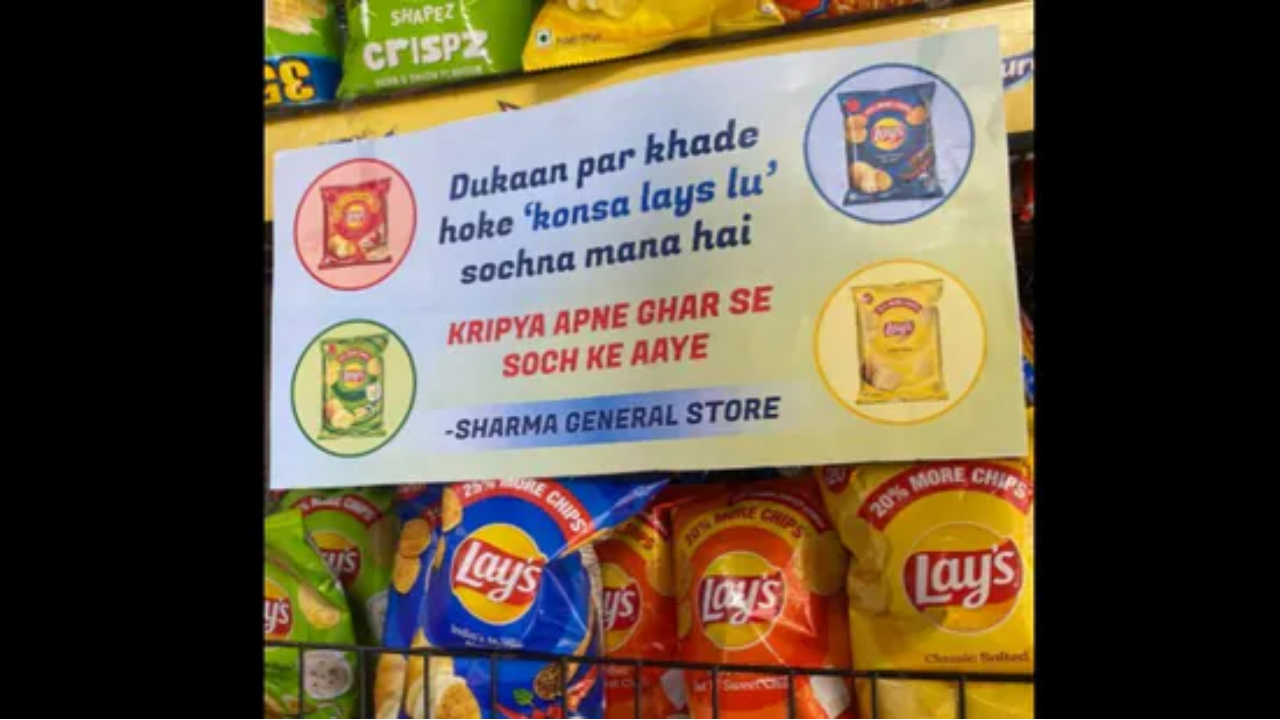 SHAPEZ
CRISPZ
Dukaan par khade
hoke ‘konsa lays lu’
sochna mana hai
KRIPYA APNE GHAR SE
SOCH KE AAYE
-SHARMA GENERAL STORE
25% MORE CHIPS
Lay's
20% MORE CHIPS
Lay's
20% MORE CHIPS
Lay's
Classic Salted